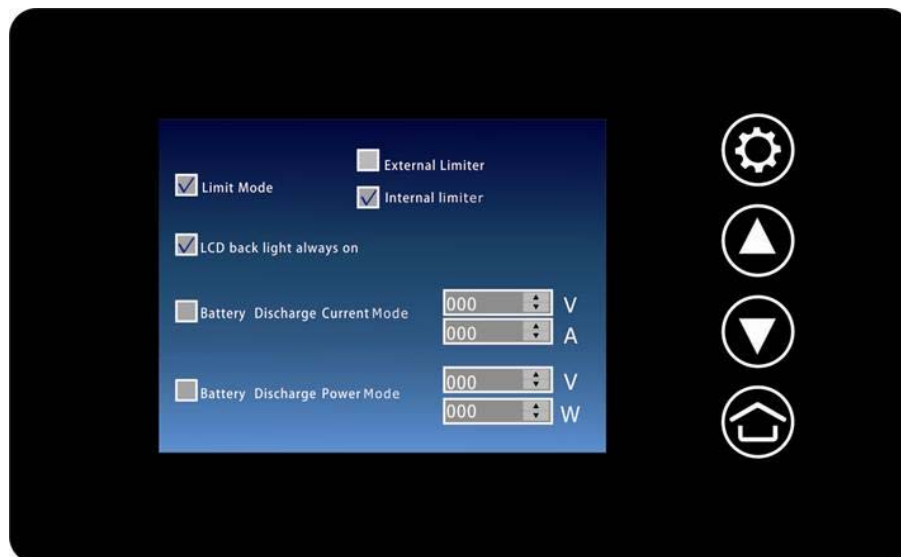 External Limiter
Limit Mode
Internal limiter
LCD back light always on
Battery Discharge Current Mode
000 V
000 A
Battery Discharge Power Mode
000 V
000 W